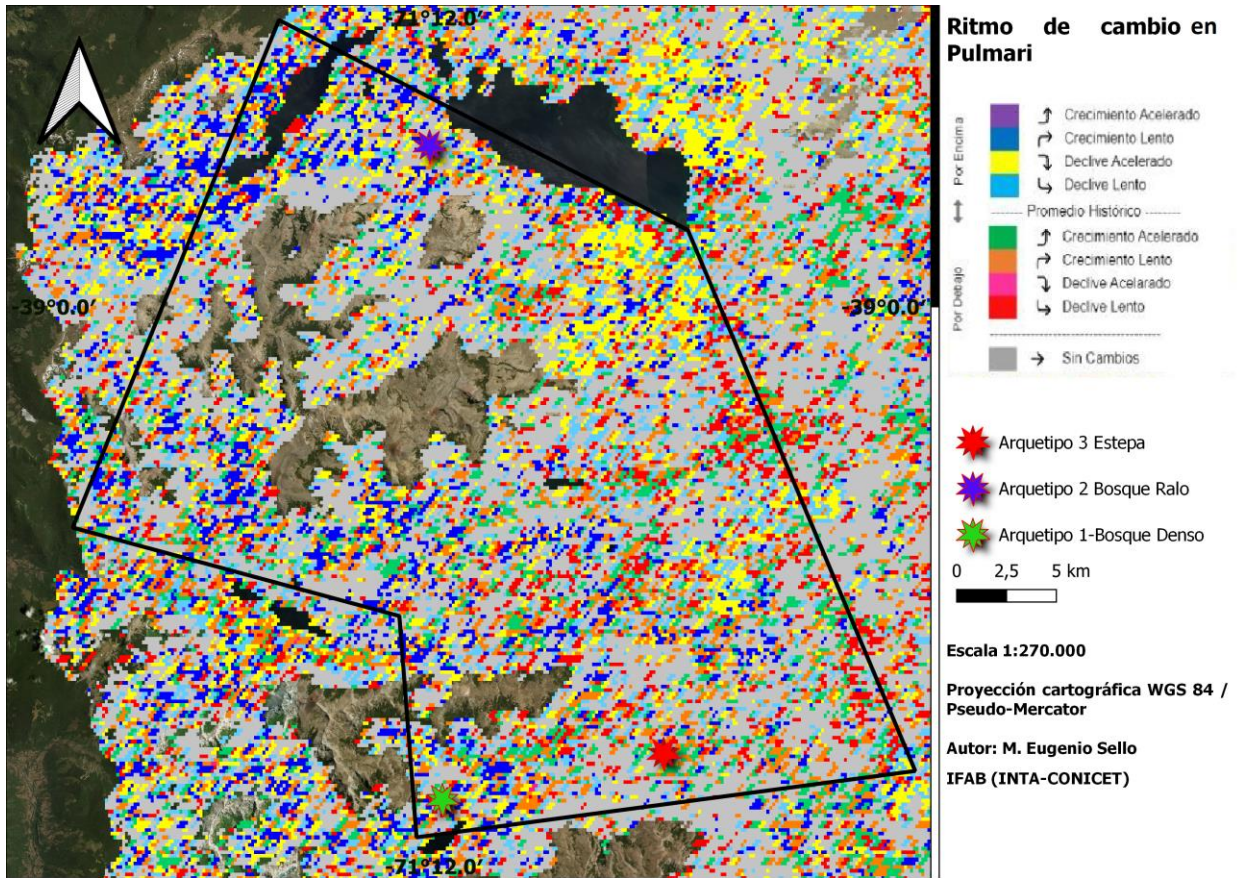 -71°12.0'
-39°0.0'
-39°0.0'
-71°12.0'
Ritmo de cambio en
Pulmari
Por Encima
Crecimiento Acelerado
Crecimiento Lento
Declive Acelerado
Declive Lento
Promedio Histórico
Por Debajo
Crecimiento Acelerado
Crecimiento Lento
Declive Acelarado
Declive Lento
Sin Cambios
Arquetipo 3 Estepa
Arquetipo 2 Bosque Ralo
Arquetipo 1-Bosque Denso
0 2,5 5 km
Escala 1:270.000
Proyección cartográfica WGS 84 /
Pseudo-Mercator
Autor: M. Eugenio Sello
IFAB (INTA-CONICET)